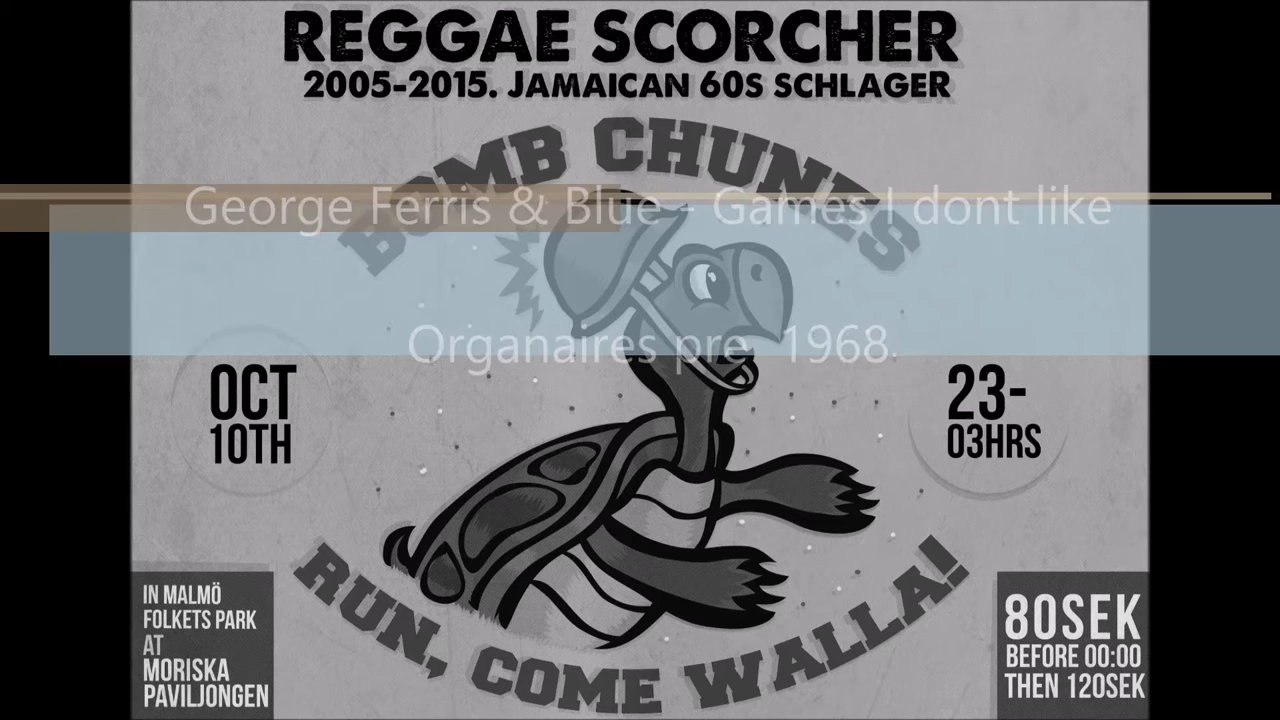 REGGAE SCORCHER
2005-2015. JAMAICAN 60S SCHLAGER
BOMB CHUNES
George Ferris & Blue - Games I dont like
Organaires pre. 1968.
OCT
10TH
23-
03HRS
RUN, COME WALLA!
IN MALMÖ
FOLKETS PARK
AT
MORISKA
PAVILJONGEN
80SEK
BEFORE 00:00
THEN 120SEK